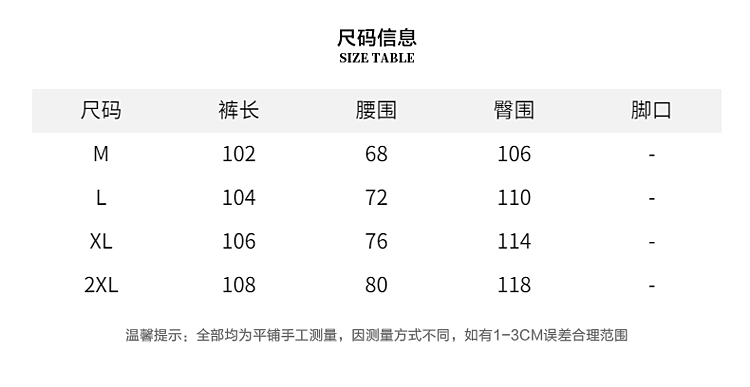 尺码信息
SIZE TABLE
尺码 裤长 腰围 臀围 脚口
M 102 68 106 -
L 104 72 110 -
XL 106 76 114 -
2XL 108 80 118 -
温馨提示：全部均为平铺手工测量，因测量方式不同，如有1-3CM误差合理范围